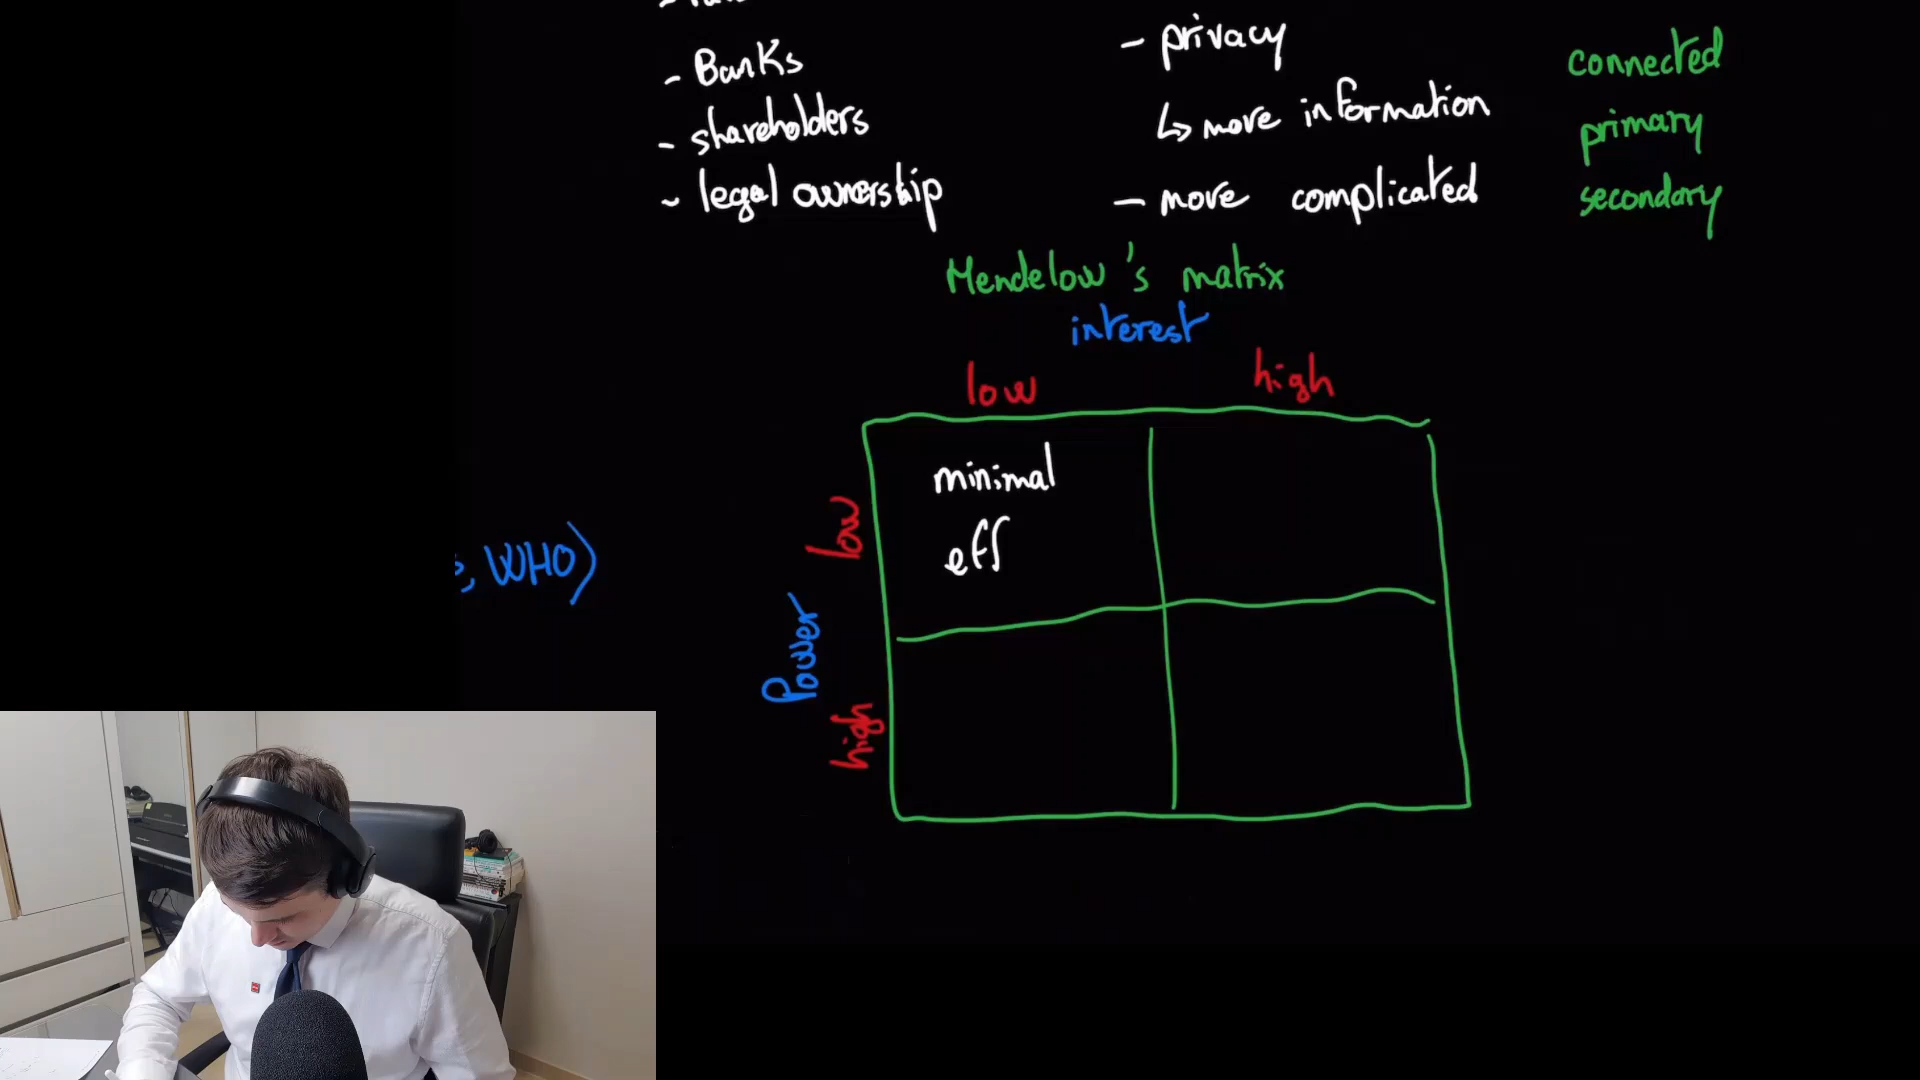 - Banks
- shareholders
- legal ownership
- privacy
↳ more information
- more complicated
connected
primary
secondary
Mendelow's matrix
interest
low high
minimal
eff
low
Power
high
, WHO)